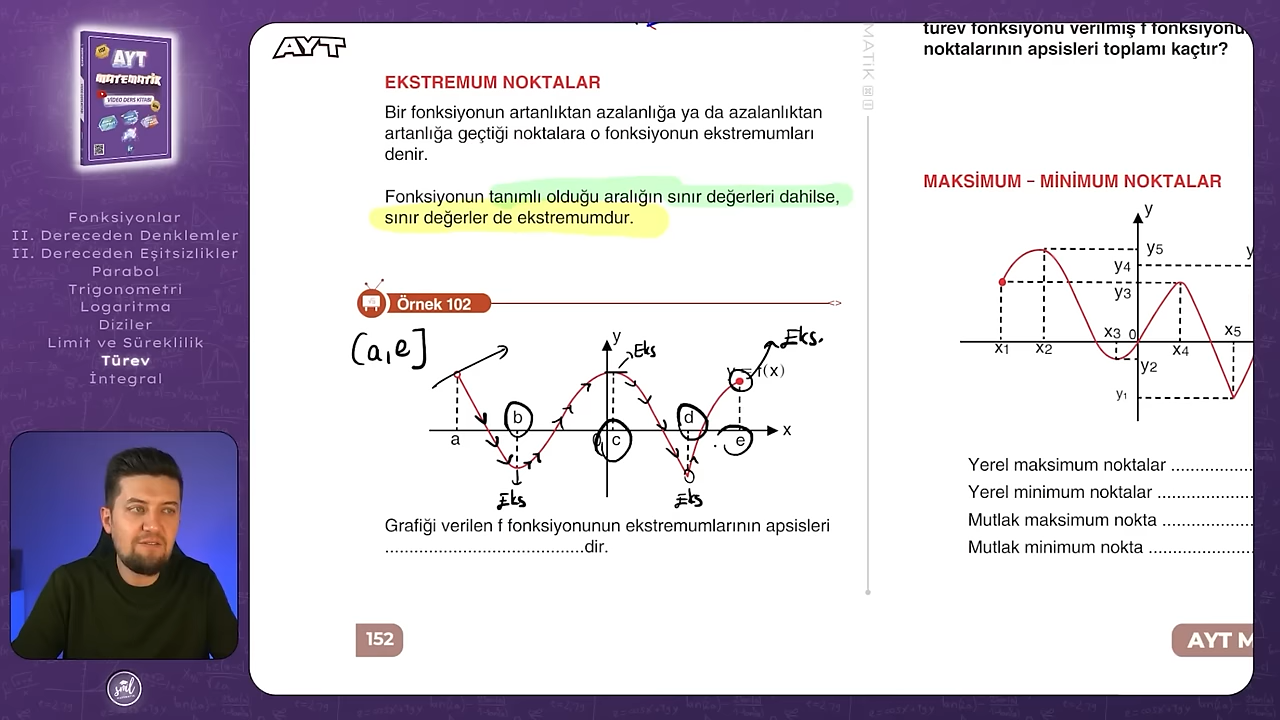 AYT
MATEMATİK
VİDEO DERS KİTABI
Fonksiyonlar
II. Dereceden Denklemler
II. Dereceden Eşitsizlikler
Parabol
Trigonometri
Logaritma
Diziler
Limit ve Süreklilik
Türev
İntegral
sml
AYT
EKSTREMUM NOKTALAR
Bir fonksiyonun artanlıktan azalanlığa ya da azalanlıktan
artanlığa geçtiği noktalara o fonksiyonun ekstremumları
denir.
Fonksiyonun tanımlı olduğu aralığın sınır değerleri dahilse,
sınır değerler de ekstremumdur.
Örnek 102
(a,e]
y
Eks
Eks.
y = f(x)
a
b
0
c
d
e
x
Eks
Eks
Grafiği verilen f fonksiyonunun ekstremumlarının apsisleri
.........................................dir.
152
MATİK
türev fonksiyonu verilmiş f fonksiyonu
noktalarının apsisleri toplamı kaçtır?
MAKSİMUM – MİNİMUM NOKTALAR
y
y5
y4
y3
x3
0
x5
x1
x2
x4
y2
y1
y
Yerel maksimum noktalar .................
Yerel minimum noktalar ...................
Mutlak maksimum nokta ...................
Mutlak minimum nokta .....................
AYT M